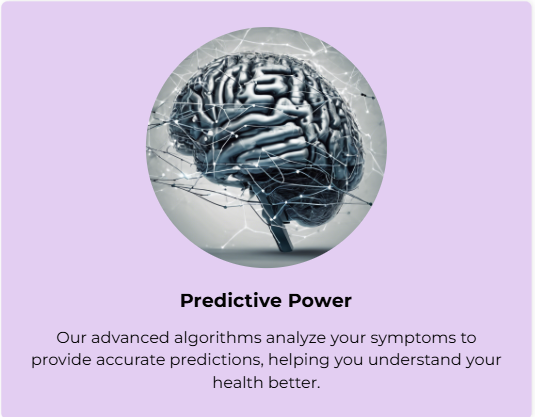 Predictive Power
Our advanced algorithms analyze your symptoms to
provide accurate predictions, helping you understand your
health better.